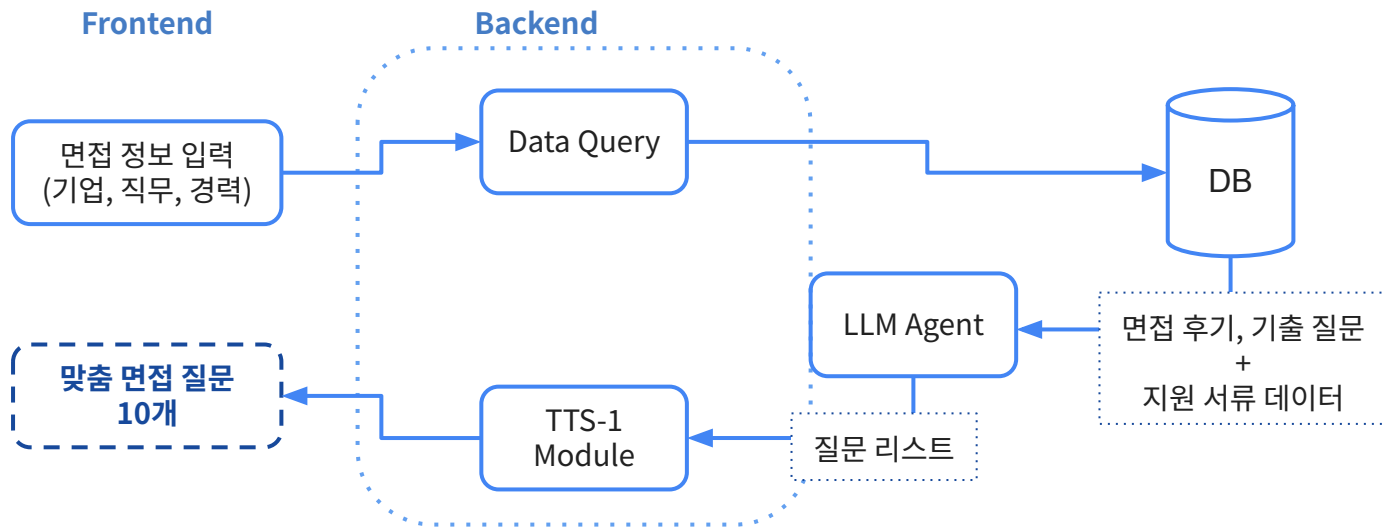 Frontend
Backend
면접 정보 입력
(기업, 직무, 경력)
Data Query
DB
LLM Agent
면접 후기, 기출 질문
+
지원 서류 데이터
맞춤 면접 질문
10개
TTS-1
Module
질문 리스트